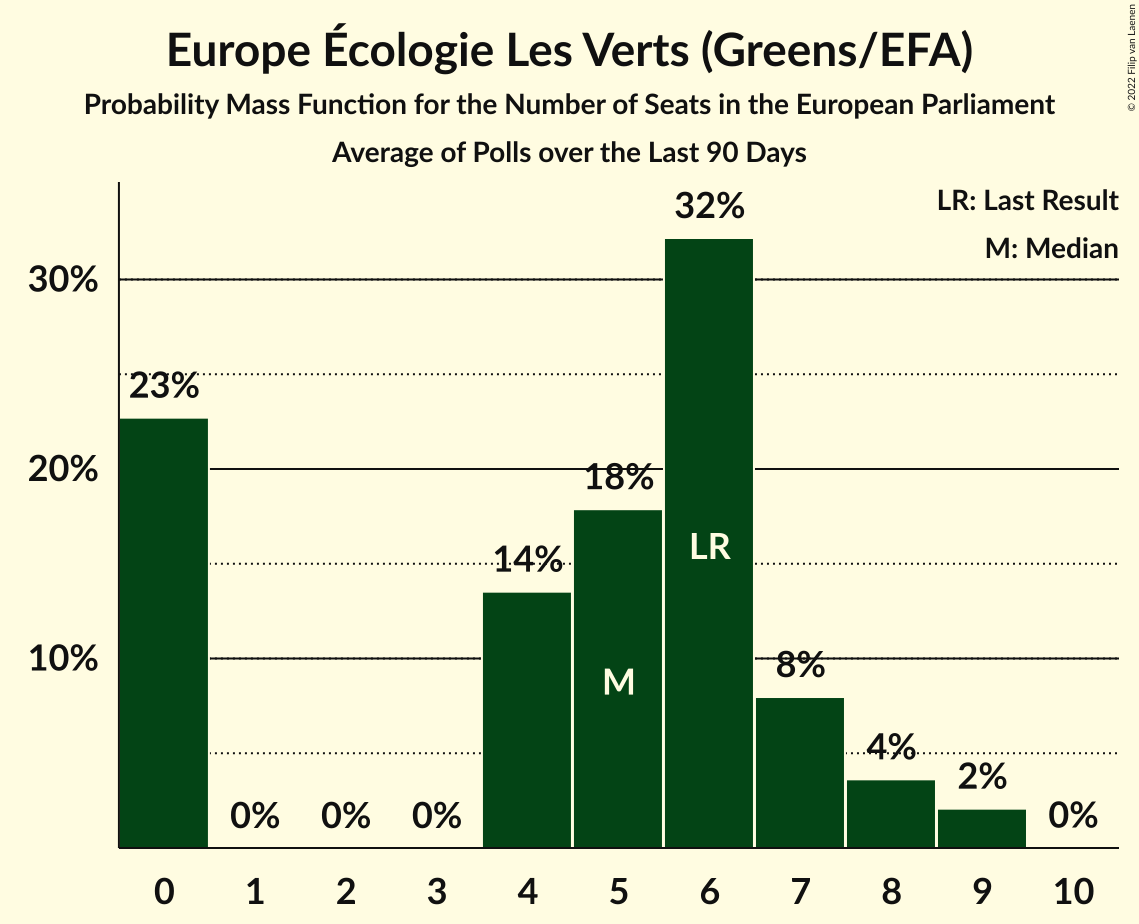 Europe Écologie Les Verts (Greens/EFA)
Probability Mass Function for the Number of Seats in the European Parliament
Average of Polls over the Last 90 Days
© 2022 Filip van Laenen
LR: Last Result
M: Median
30%
20%
10%
23%
0%
0%
0%
14%
18%
32%
8%
4%
2%
0%
M
LR
0 1 2 3 4 5 6 7 8 9 10